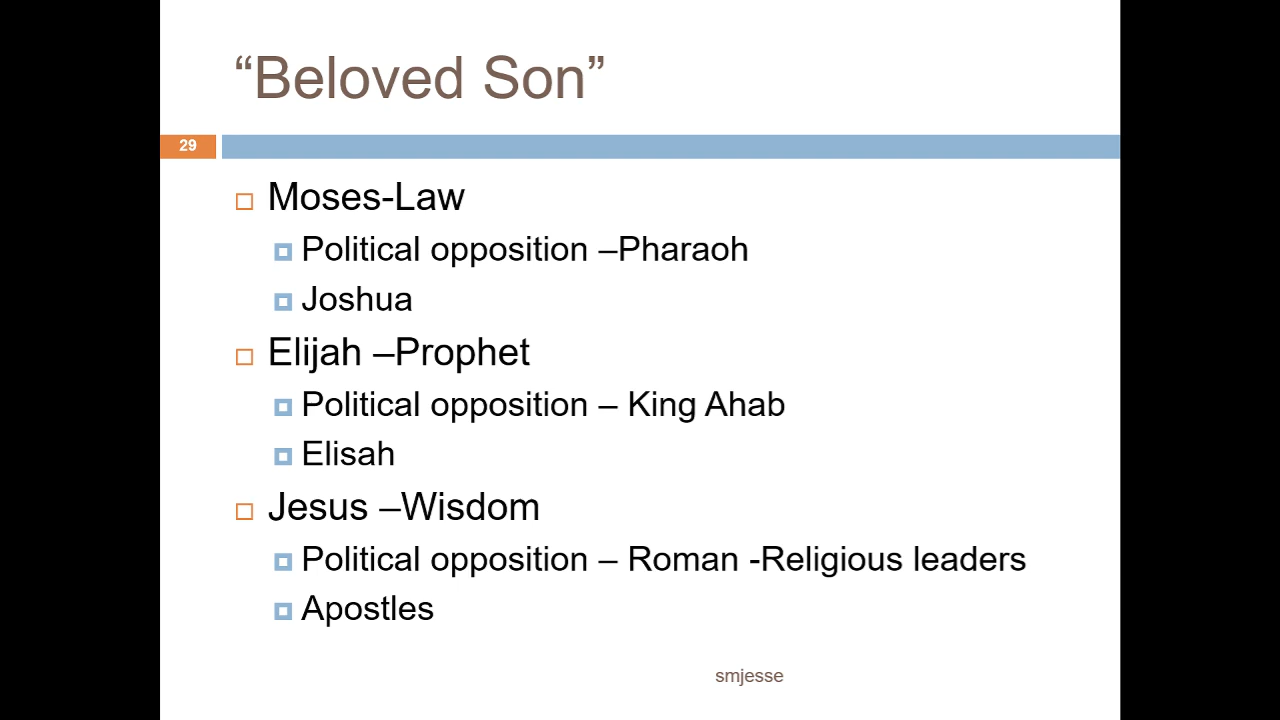 “Beloved Son”
29
Moses-Law
Political opposition –Pharaoh
Joshua
Elijah –Prophet
Political opposition – King Ahab
Elisah
Jesus –Wisdom
Political opposition – Roman -Religious leaders
Apostles
smjesse